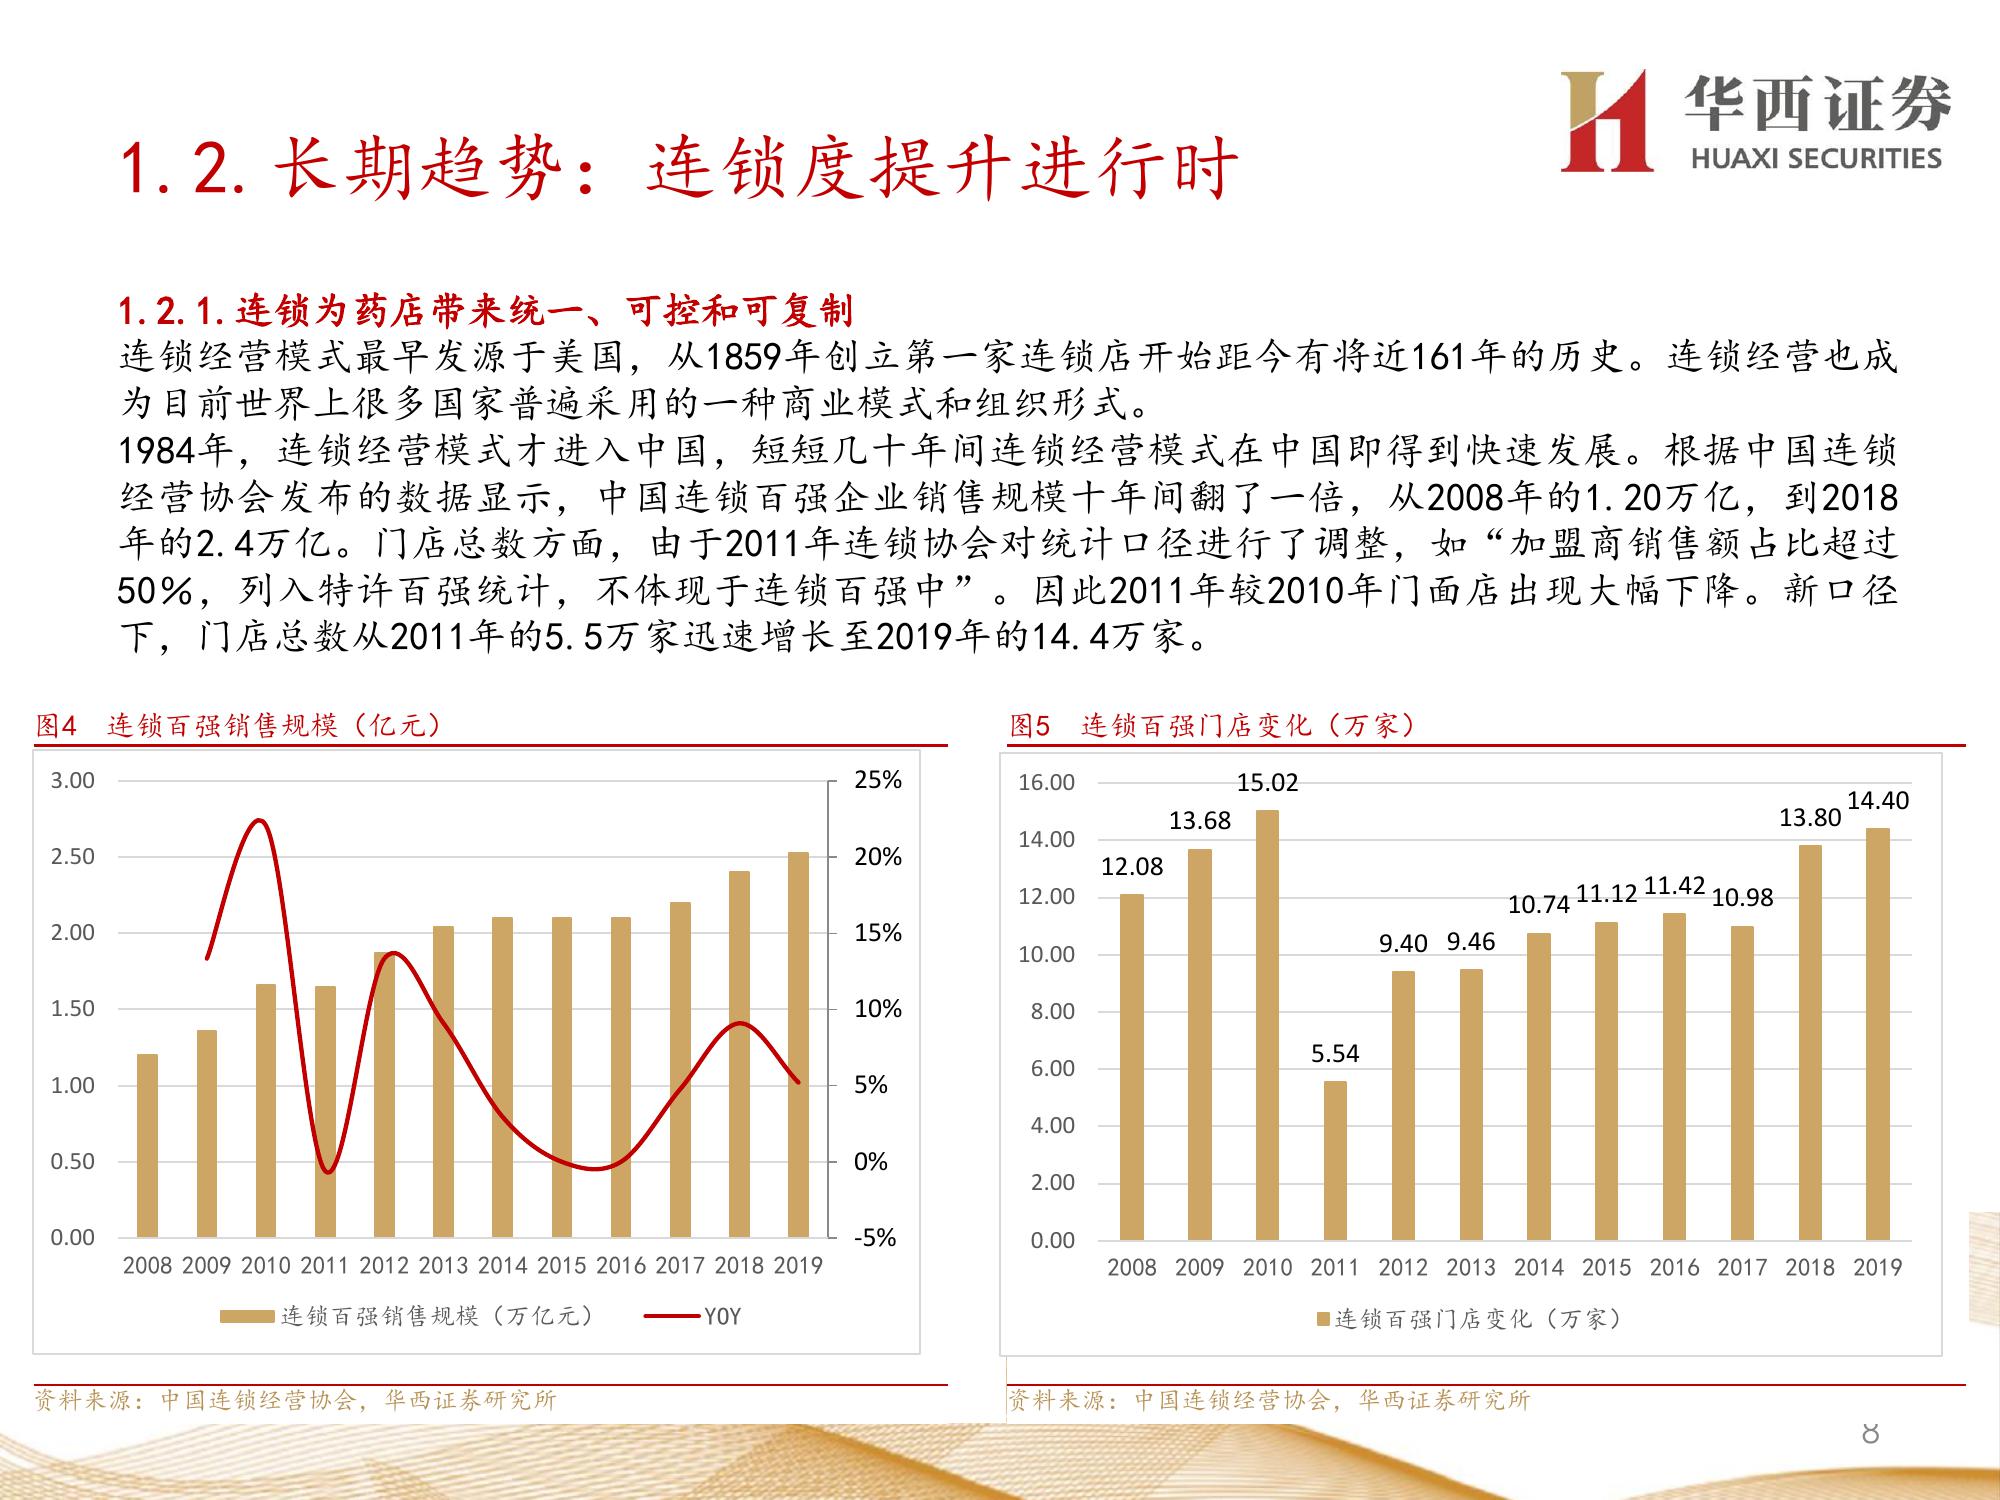 华西证券
HUAXI SECURITIES
1.2.长期趋势：连锁度提升进行时
1.2.1.连锁为药店带来统一、可控和可复制
连锁经营模式最早发源于美国，从1859年创立第一家连锁店开始距今有将近161年的历史。连锁经营也成
为目前世界上很多国家普遍采用的一种商业模式和组织形式。
1984年，连锁经营模式才进入中国，短短几十年间连锁经营模式在中国即得到快速发展。根据中国连锁
经营协会发布的数据显示，中国连锁百强企业销售规模十年间翻了一倍，从2008年的1.20万亿，到2018
年的2.4万亿。门店总数方面，由于2011年连锁协会对统计口径进行了调整，如“加盟商销售额占比超过
50%，列入特许百强统计，不体现于连锁百强中”。因此2011年较2010年门面店出现大幅下降。新口径
下，门店总数从2011年的5.5万家迅速增长至2019年的14.4万家。
图4 连锁百强销售规模（亿元）
3.00
2.50
2.00
1.50
1.00
0.50
0.00
25%
20%
15%
10%
5%
0%
-5%
2008 2009 2010 2011 2012 2013 2014 2015 2016 2017 2018 2019
连锁百强销售规模（万亿元） YOY
资料来源：中国连锁经营协会，华西证券研究所
图5 连锁百强门店变化（万家）
16.00
14.00
12.00
10.00
8.00
6.00
4.00
2.00
0.00
12.08 13.68 15.02 5.54 9.40 9.46 10.74 11.12 11.42 10.98 13.80 14.40
2008 2009 2010 2011 2012 2013 2014 2015 2016 2017 2018 2019
连锁百强门店变化（万家）
资料来源：中国连锁经营协会，华西证券研究所
8